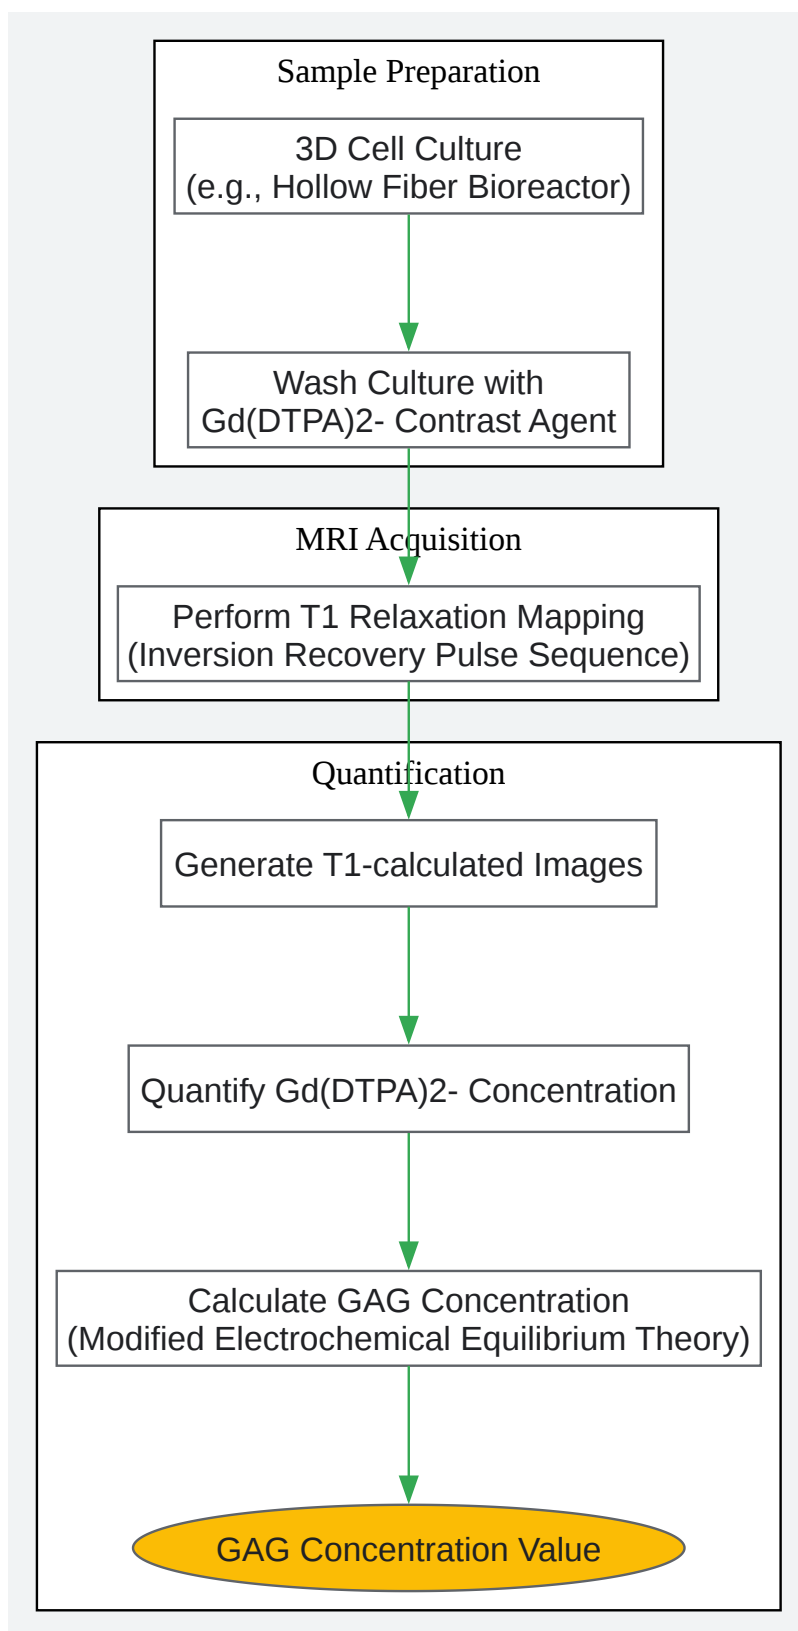 Sample Preparation
3D Cell Culture
(e.g., Hollow Fiber Bioreactor)
Wash Culture with
Gd(DTPA)2- Contrast Agent
MRI Acquisition
Perform T1 Relaxation Mapping
(Inversion Recovery Pulse Sequence)
Quantification
Generate T1-calculated Images
Quantify Gd(DTPA)2- Concentration
Calculate GAG Concentration
(Modified Electrochemical Equilibrium Theory)
GAG Concentration Value